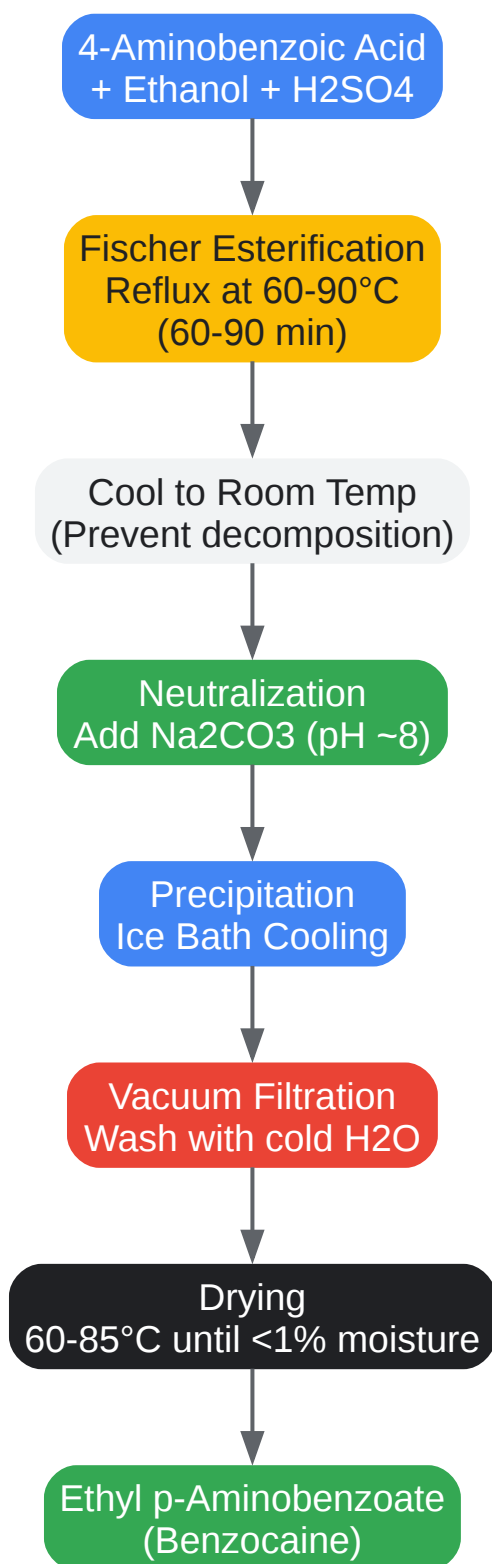 4-Aminobenzoic Acid
+ Ethanol + H2SO4
Fischer Esterification
Reflux at 60-90°C
(60-90 min)
Cool to Room Temp
(Prevent decomposition)
Neutralization
Add Na2CO3 (pH ~8)
Precipitation
Ice Bath Cooling
Vacuum Filtration
Wash with cold H2O
Drying
60-85°C until <1% moisture
Ethyl p-Aminobenzoate
(Benzocaine)